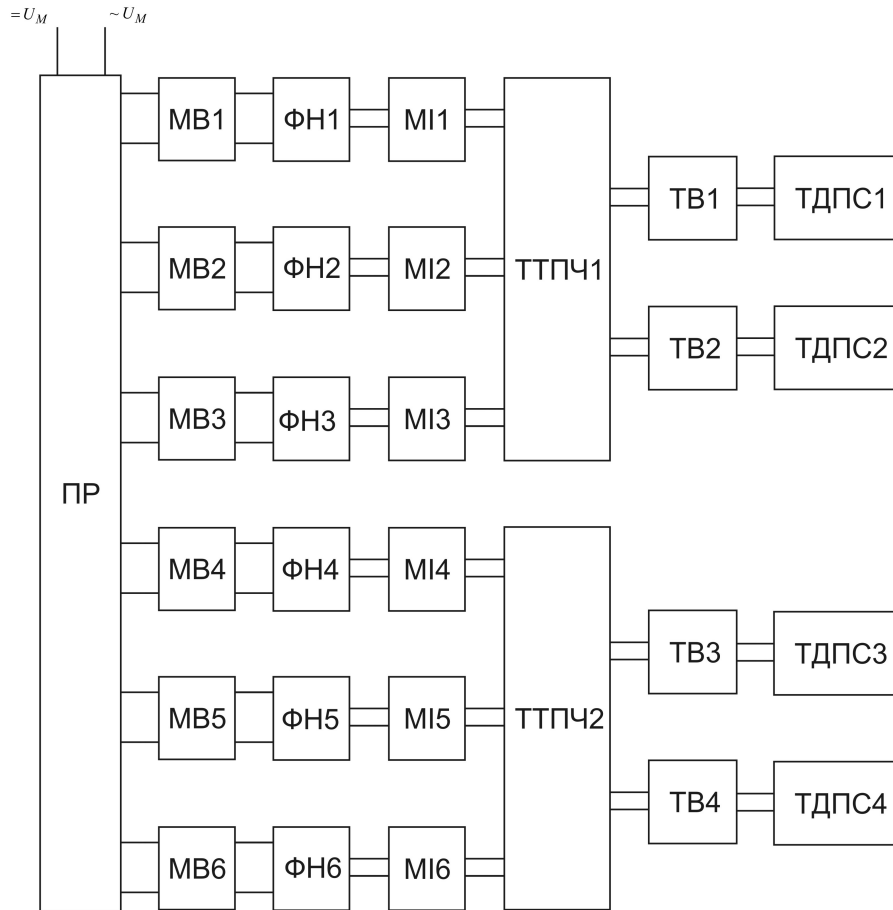 =U_M ~U_M
МВ1 ФН1 МІ1
ТВ1 ТДПС1
МВ2 ФН2 МІ2 ТТПЧ1
ТВ2 ТДПС2
МВ3 ФН3 МІ3
ПР
МВ4 ФН4 МІ4
ТВ3 ТДПС3
МВ5 ФН5 МІ5 ТТПЧ2
ТВ4 ТДПС4
МВ6 ФН6 МІ6